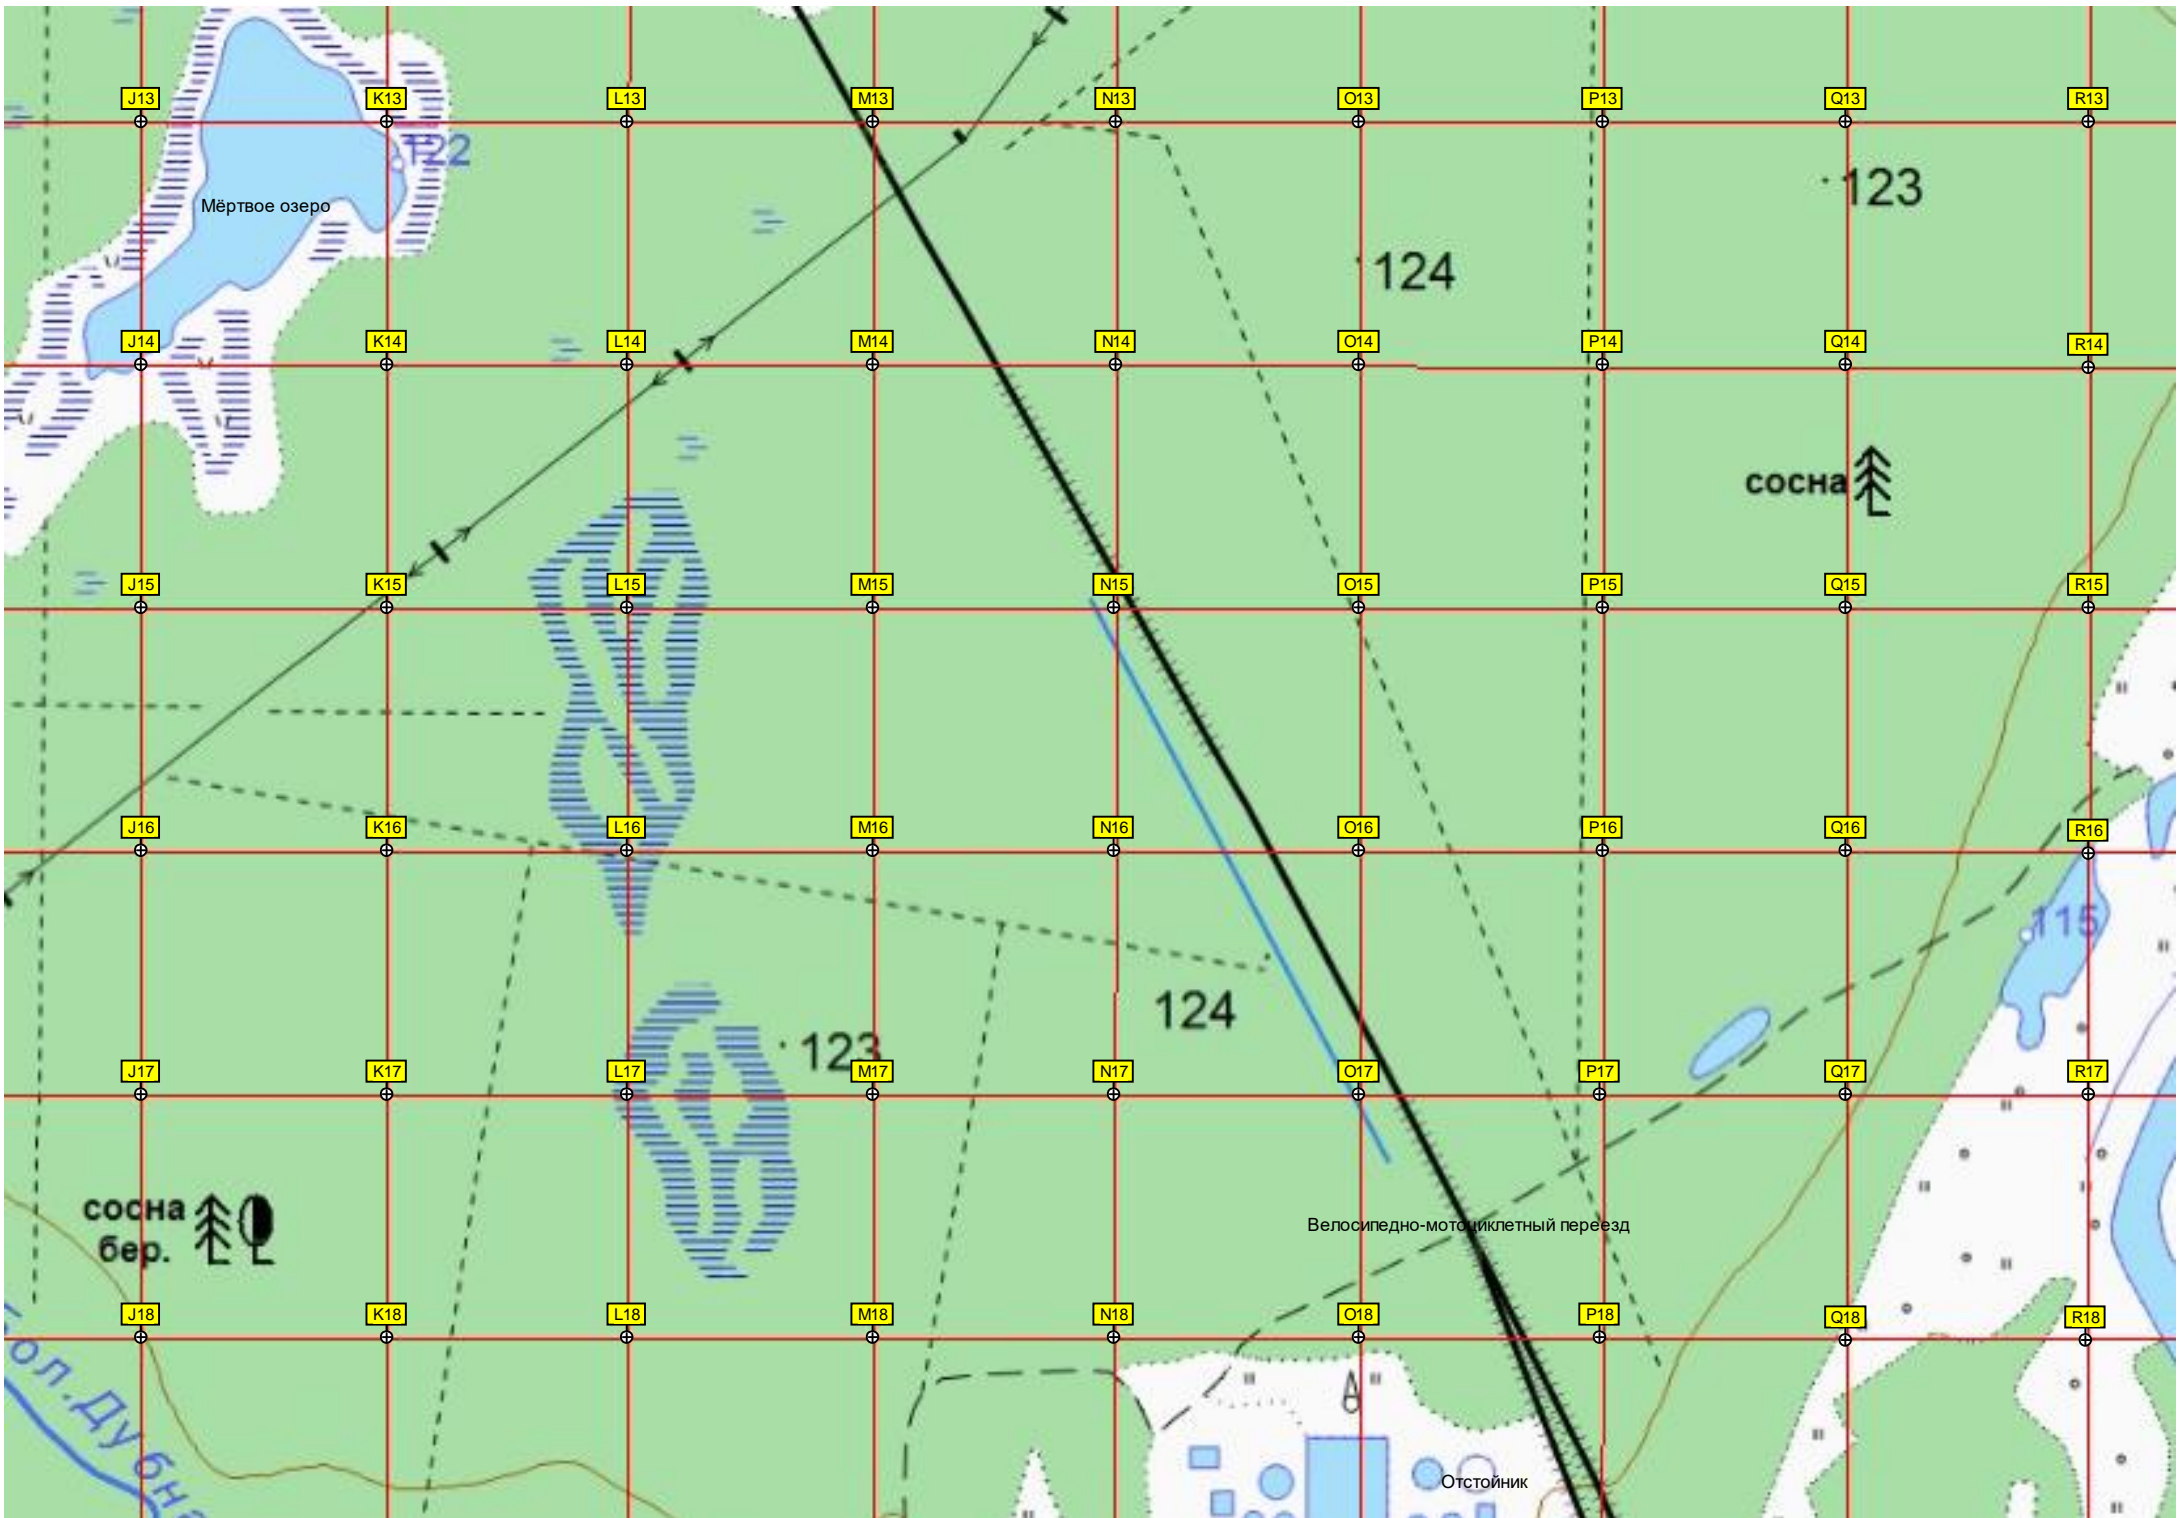 J13 K13 L13 M13 N13 O13 P13 Q13 R13
122
Мёртвое озеро
123
124
J14 K14 L14 M14 N14 O14 P14 Q14 R14
сосна
J15 K15 L15 M15 N15 O15 P15 Q15 R15
J16 K16 L16 M16 N16 O16 P16 Q16 R16
115
124
123
J17 K17 L17 M17 N17 O17 P17 Q17 R17
сосна
бер.
Велосипедно-мотоциклетный переезд
J18 K18 L18 M18 N18 O18 P18 Q18 R18
Бол.Дубна
Отстойник